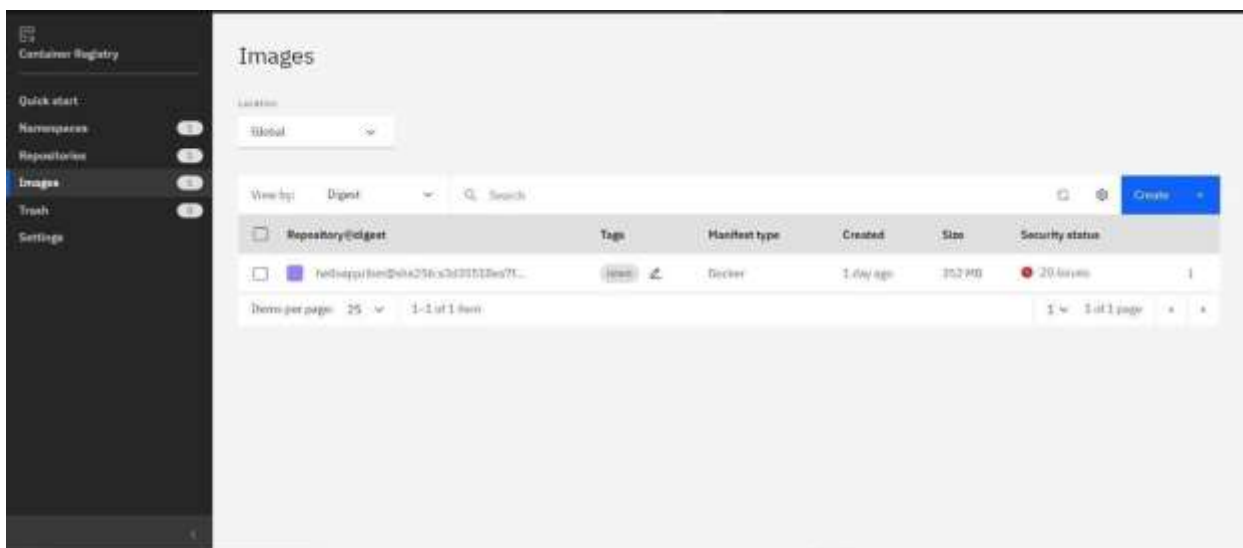 Container Registry
Quick start
Namespaces
Repositories
Images
Trash
Settings
Images
Location
Global
View by: Digest Search Create
Repository@digest Tags Manifest type Created Size Security status
latest Docker 1 day ago 352 MB 20 issues
Items per page: 25 1–1 of 1 item 1 1 of 1 page